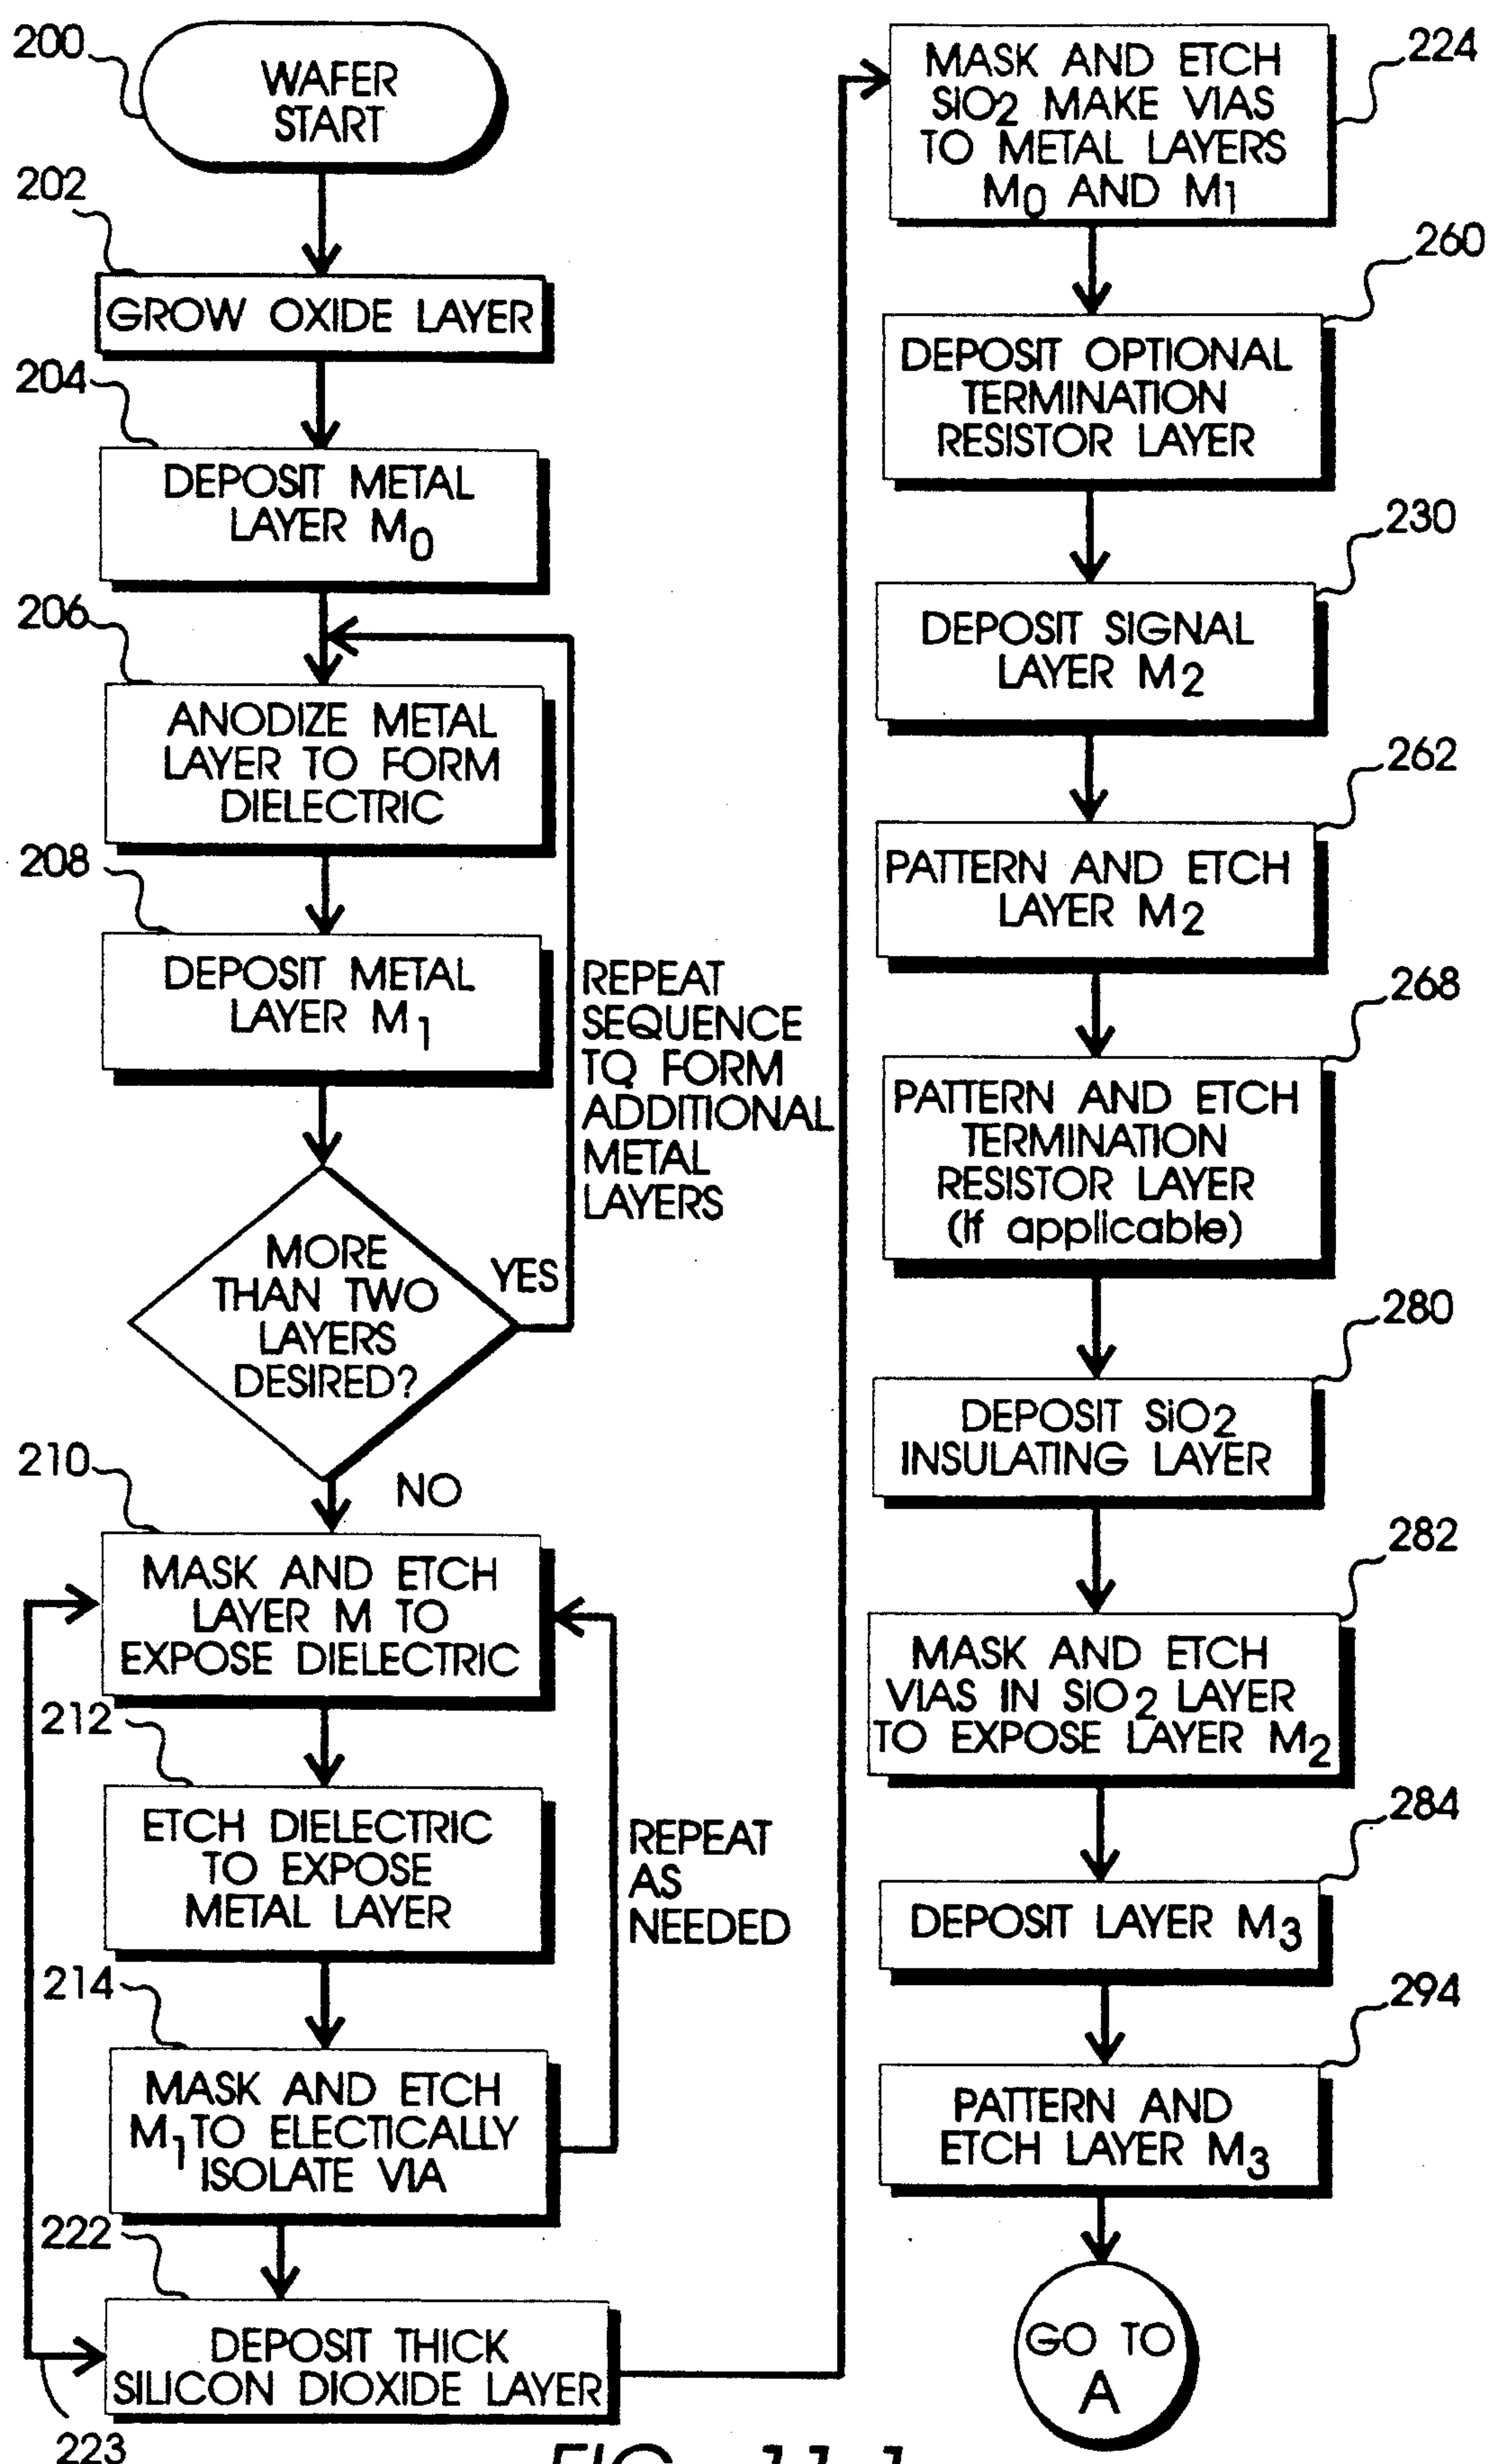 200
WAFER
START
202
GROW OXIDE LAYER
204
DEPOSIT METAL
LAYER M0
206
ANODIZE METAL
LAYER TO FORM
DIELECTRIC
208
DEPOSIT METAL
LAYER M1
REPEAT
SEQUENCE
TO FORM
ADDITIONAL
METAL
LAYERS
MORE
THAN TWO
LAYERS
DESIRED?
YES
NO
210
MASK AND ETCH
LAYER M TO
EXPOSE DIELECTRIC
212
ETCH DIELECTRIC
TO EXPOSE
METAL LAYER
REPEAT
AS
NEEDED
214
MASK AND ETCH
M1 TO ELECTICALLY
ISOLATE VIA
222
DEPOSIT THICK
SILICON DIOXIDE LAYER
223
224
MASK AND ETCH
SiO2 MAKE VIAS
TO METAL LAYERS
M0 AND M1
260
DEPOSIT OPTIONAL
TERMINATION
RESISTOR LAYER
230
DEPOSIT SIGNAL
LAYER M2
262
PATTERN AND ETCH
LAYER M2
268
PATTERN AND ETCH
TERMINATION
RESISTOR LAYER
(if applicable)
280
DEPOSIT SiO2
INSULATING LAYER
282
MASK AND ETCH
VIAS IN SiO2 LAYER
TO EXPOSE LAYER M2
284
DEPOSIT LAYER M3
294
PATTERN AND
ETCH LAYER M3
GO TO
A